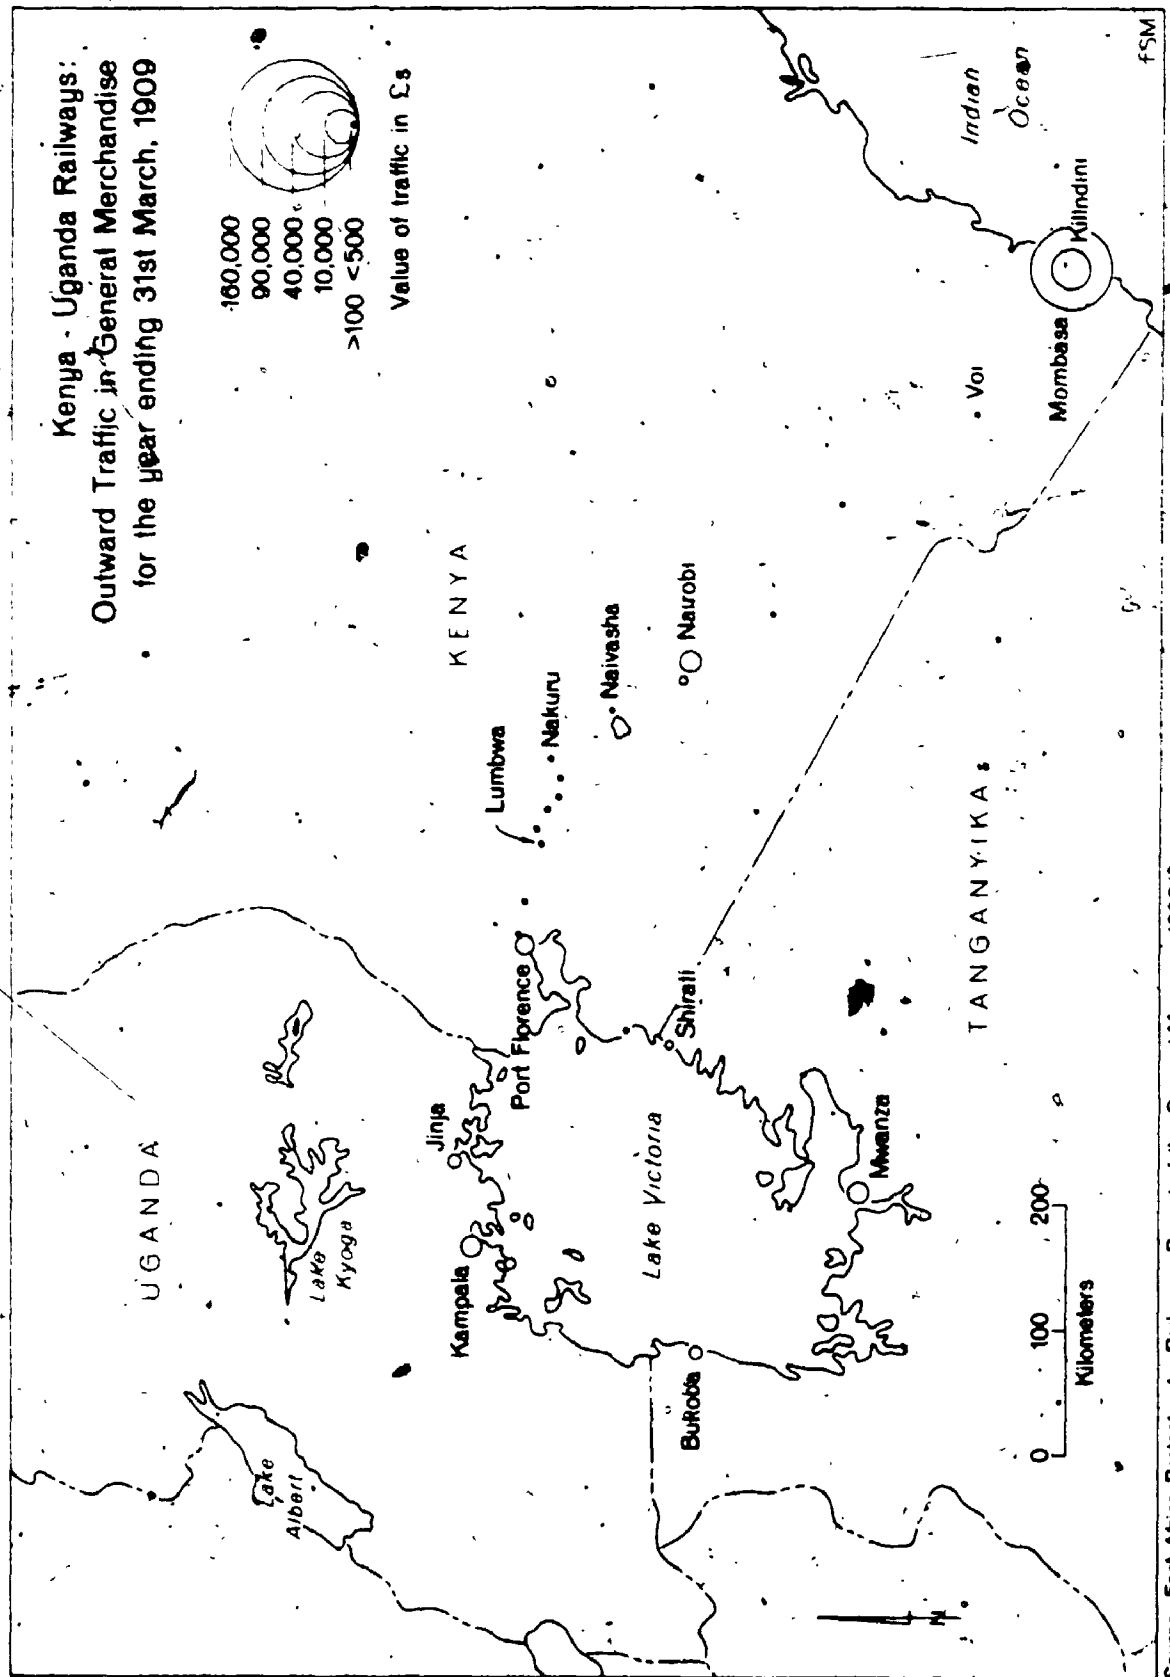 Kenya - Uganda Railways:
Outward Traffic in General Merchandise
for the year ending 31st March, 1909
160,000
90,000
40,000
10,000
>100 <500
Value of traffic in £s
UGANDA
KENYA
TANGANYIKA
Lake
Albert
Lake
Kyoga
Kampala
Jinja
Port Florence
Lumbwa
Nakuru
Naivasha
Nairobi
Lake Victoria
Shirati
Bukoba
Mwanza
Voi
Mombasa
Kilindini
Indian
Ocean
0 100 200
Kilometers
N
FSM